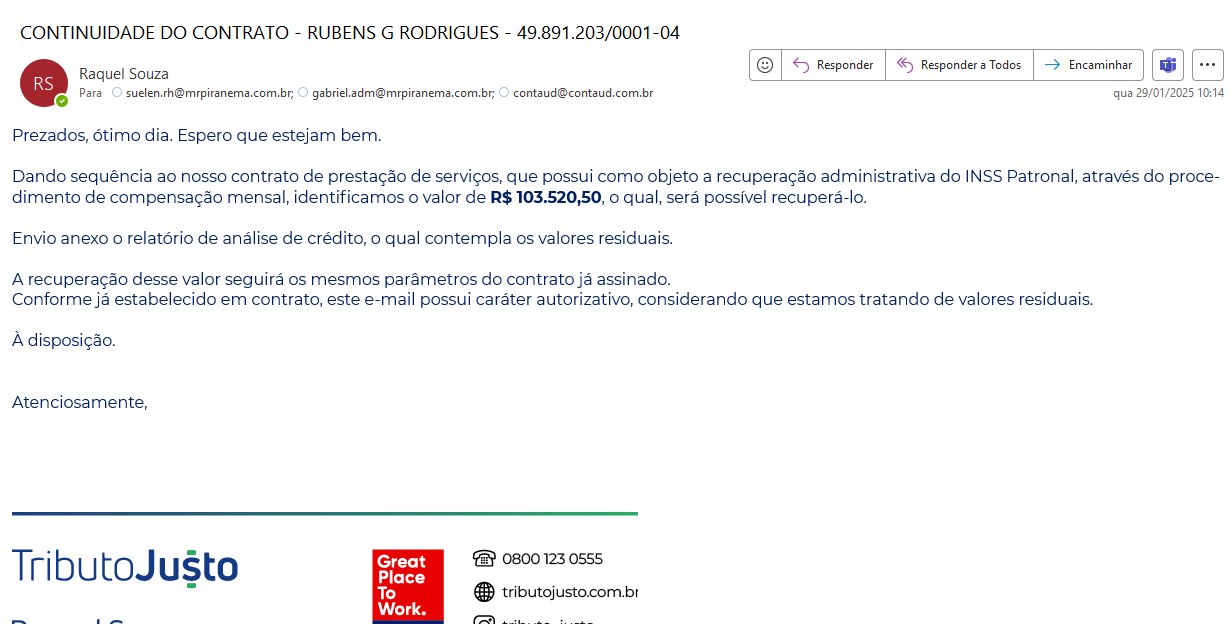 CONTINUIDADE DO CONTRATO - RUBENS G RODRIGUES - 49.891.203/0001-04
RS
Raquel Souza
Para suelen.rh@mrpiranema.com.br; gabriel.adm@mrpiranema.com.br; contaud@contaud.com.br
Responder
Responder a Todos
Encaminhar
qua 29/01/2025 10:14
Prezados, ótimo dia. Espero que estejam bem.
Dando sequência ao nosso contrato de prestação de serviços, que possui como objeto a recuperação administrativa do INSS Patronal, através do proce-
dimento de compensação mensal, identificamos o valor de R$ 103.520,50, o qual, será possível recuperá-lo.
Envio anexo o relatório de análise de crédito, o qual contempla os valores residuais.
A recuperação desse valor seguirá os mesmos parâmetros do contrato já assinado.
Conforme já estabelecido em contrato, este e-mail possui caráter autorizativo, considerando que estamos tratando de valores residuais.
À disposição.
Atenciosamente,
TributoJusto
Great
Place
To
Work.
0800 123 0555
tributojusto.com.br